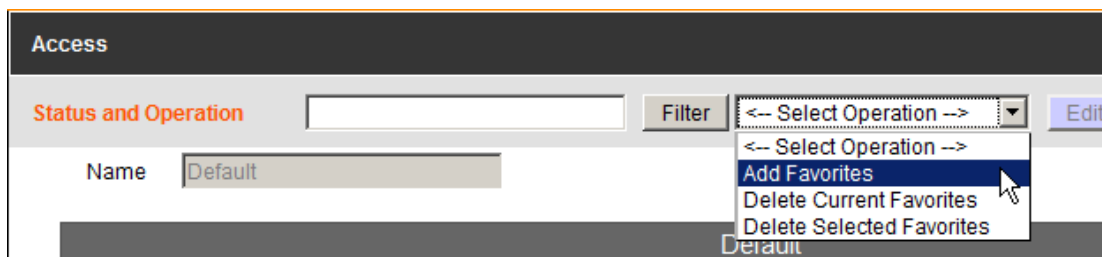 Access
Status and Operation Filter <-- Select Operation --> Edit
<-- Select Operation -->
Name Default Add Favorites
Delete Current Favorites
Delete Selected Favorites
Default